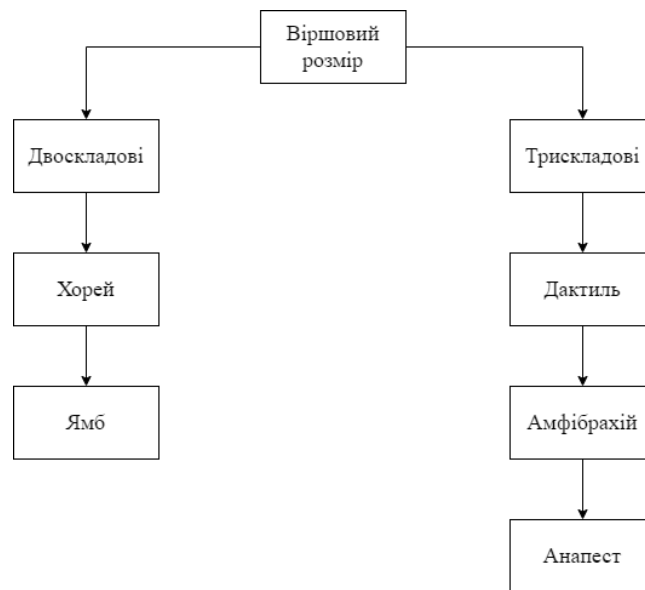 Віршовий
розмір
Двоскладові
Трискладові
Хорей
Дактиль
Ямб
Амфібрахій
Анапест